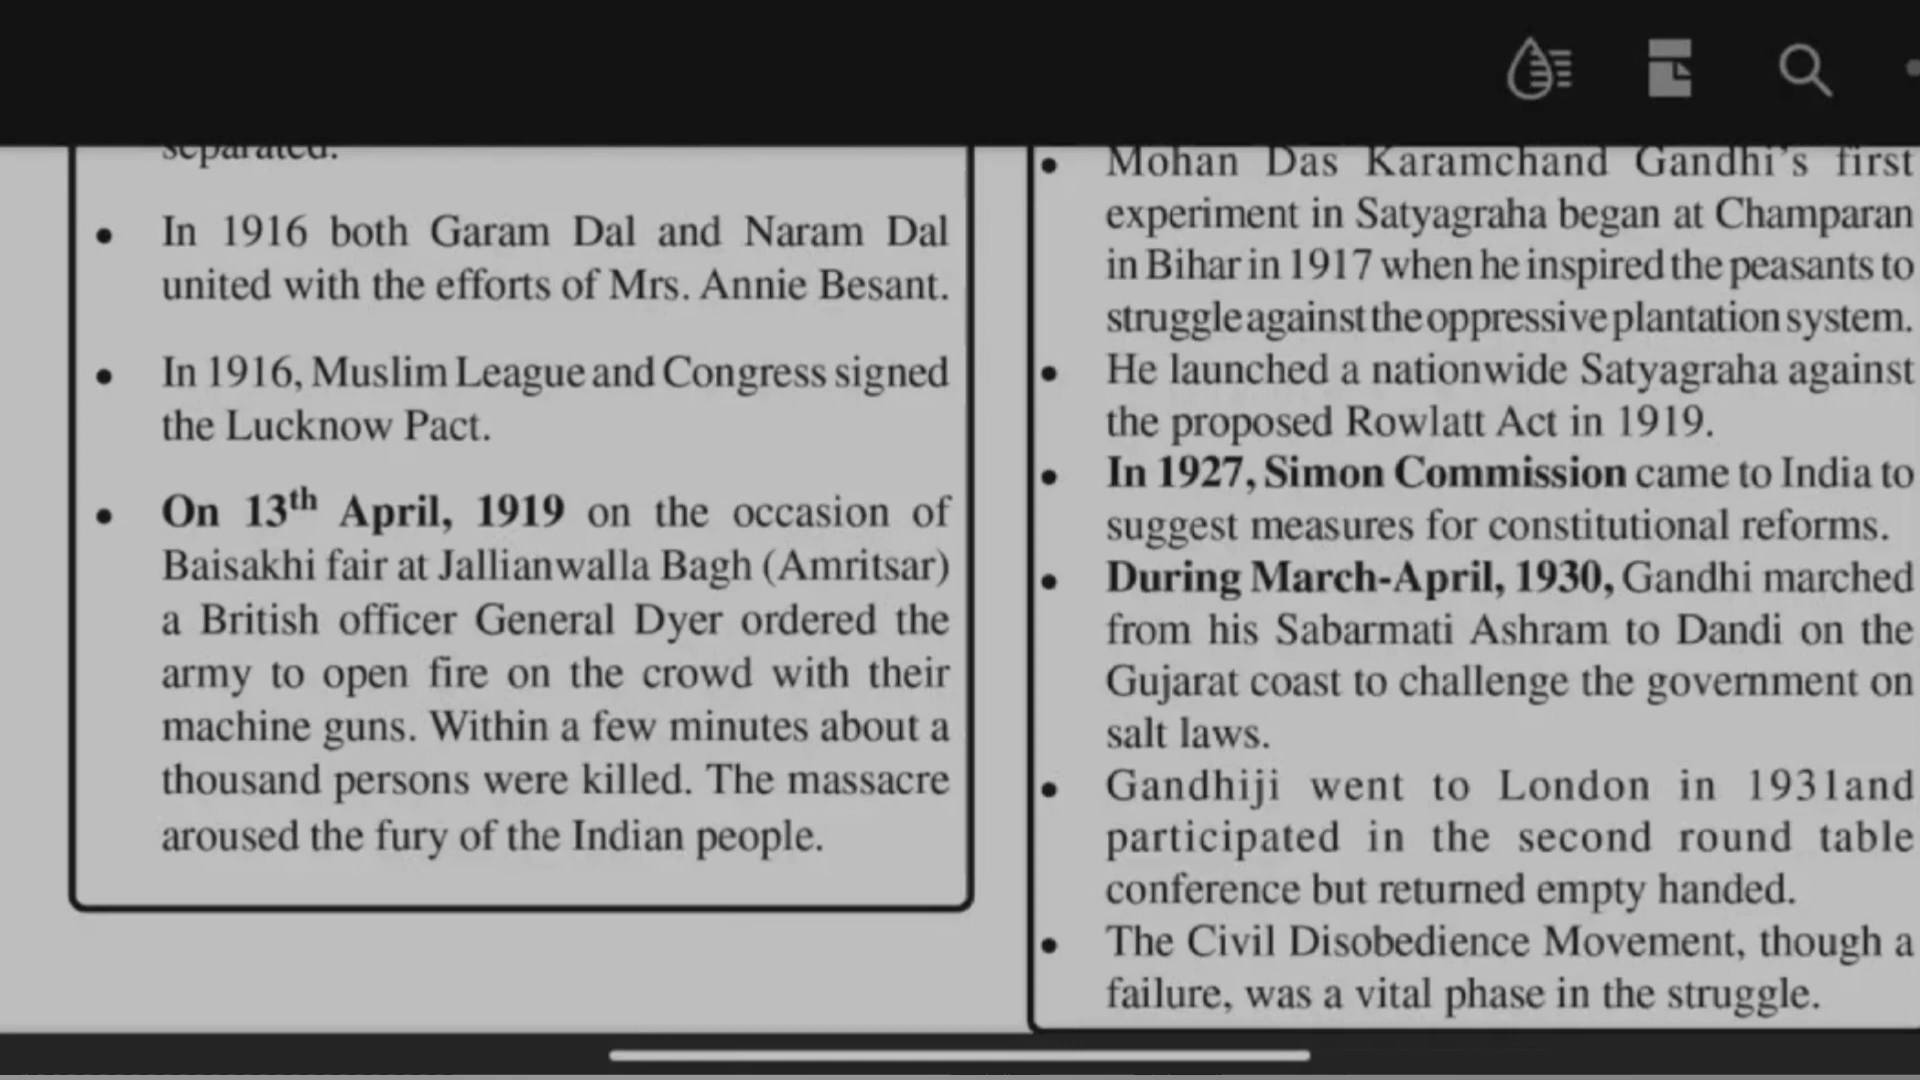 separated.
• In 1916 both Garam Dal and Naram Dal
united with the efforts of Mrs. Annie Besant.
• In 1916, Muslim League and Congress signed
the Lucknow Pact.
• On 13th April, 1919 on the occasion of
Baisakhi fair at Jallianwalla Bagh (Amritsar)
a British officer General Dyer ordered the
army to open fire on the crowd with their
machine guns. Within a few minutes about a
thousand persons were killed. The massacre
aroused the fury of the Indian people.
• Mohan Das Karamchand Gandhi's first
experiment in Satyagraha began at Champaran
in Bihar in 1917 when he inspired the peasants to
struggle against the oppressive plantation system.
• He launched a nationwide Satyagraha against
the proposed Rowlatt Act in 1919.
• In 1927, Simon Commission came to India to
suggest measures for constitutional reforms.
• During March-April, 1930, Gandhi marched
from his Sabarmati Ashram to Dandi on the
Gujarat coast to challenge the government on
salt laws.
• Gandhiji went to London in 1931and
participated in the second round table
conference but returned empty handed.
• The Civil Disobedience Movement, though a
failure, was a vital phase in the struggle.